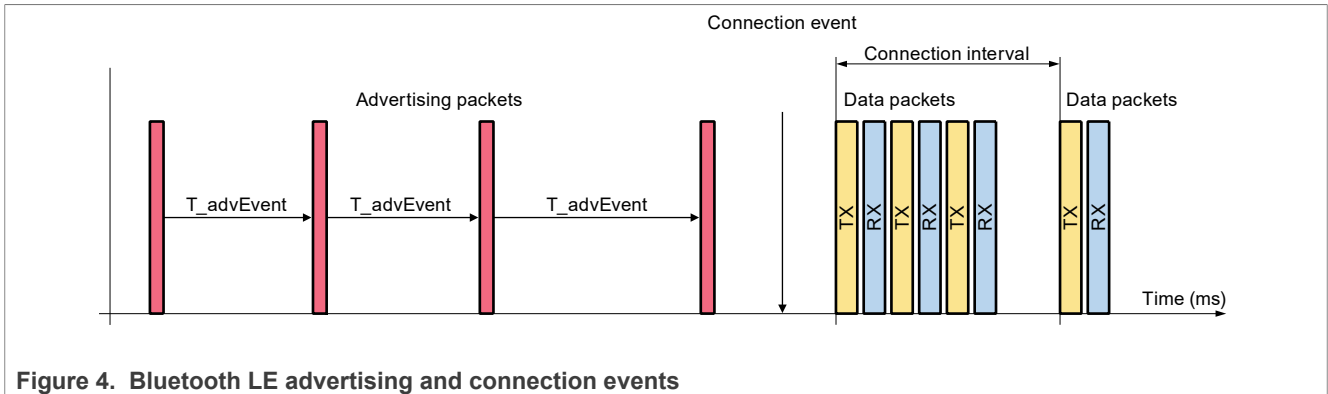 Connection event
Connection interval
Advertising packets
Data packets
Data packets
T_advEvent
T_advEvent
T_advEvent
TX
RX
TX
RX
TX
RX
TX
RX
Time (ms)
Figure 4. Bluetooth LE advertising and connection events